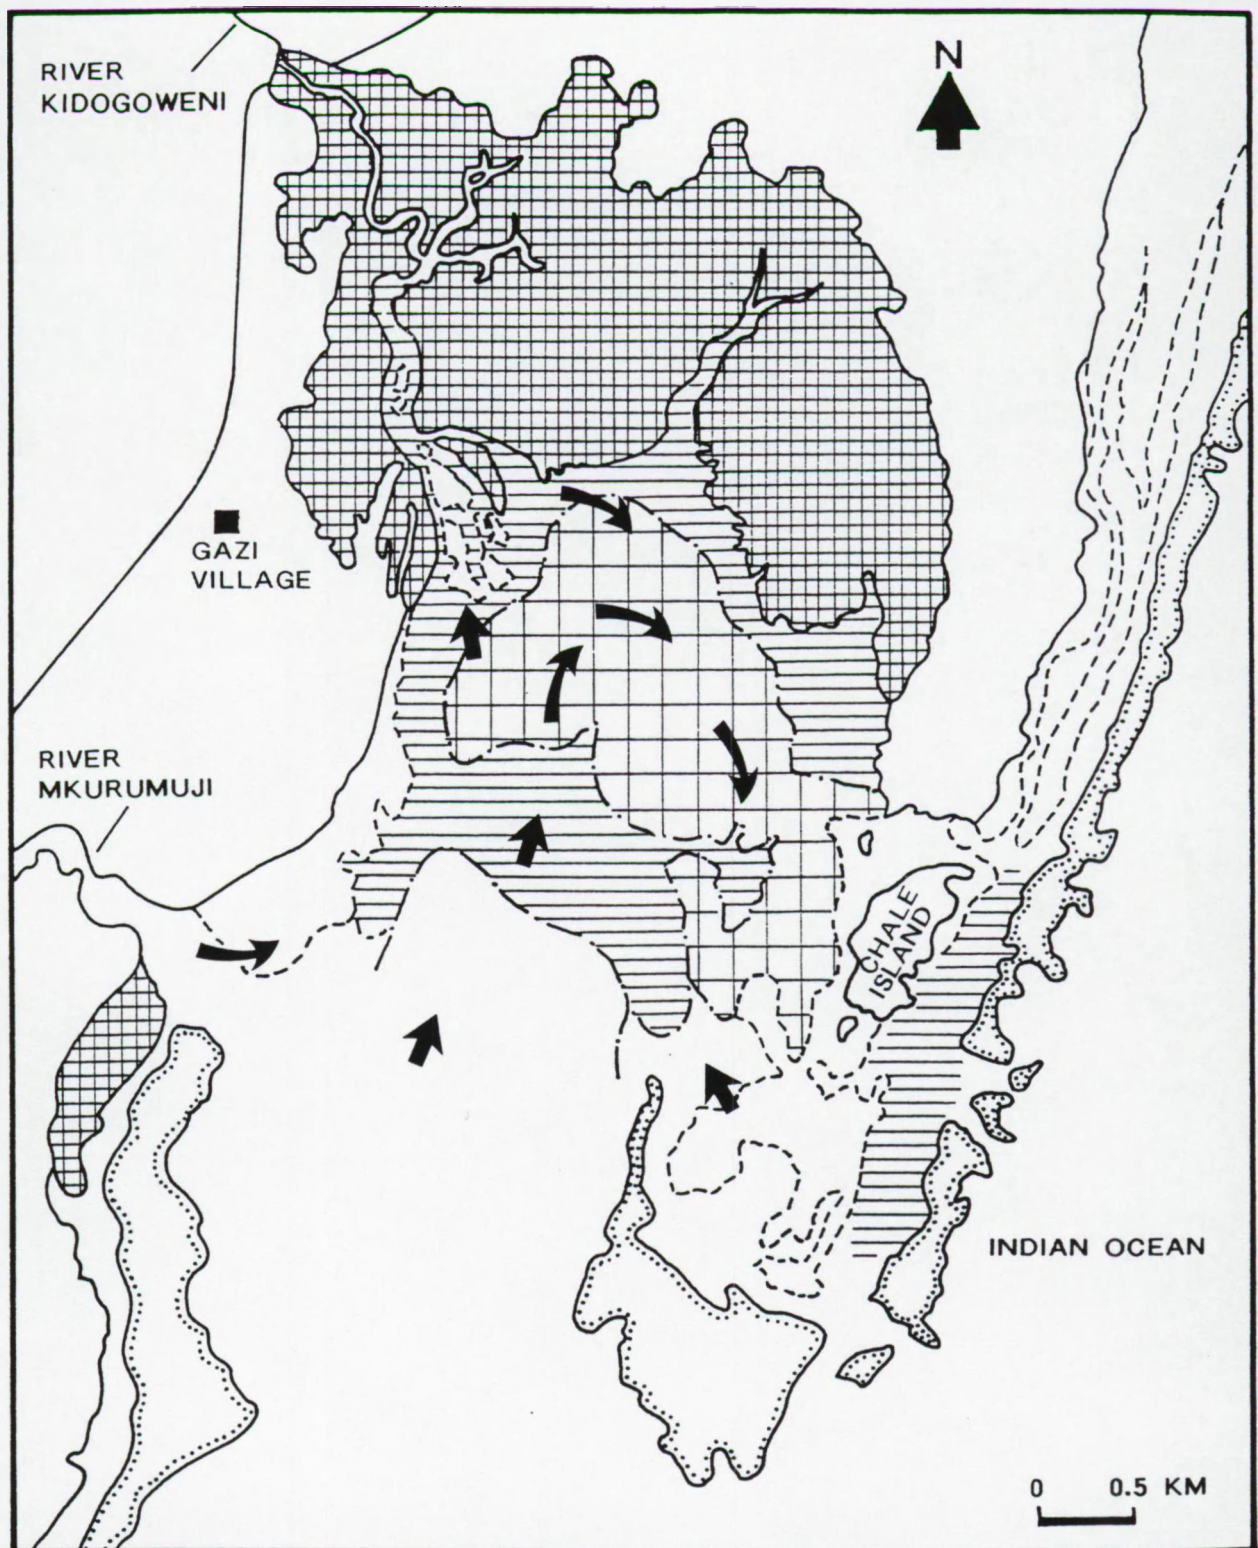 N
RIVER
KIDOGOWENI
GAZI
VILLAGE
RIVER
MKURUMUJI
CHALE
ISLAND
INDIAN OCEAN
0 0.5 KM